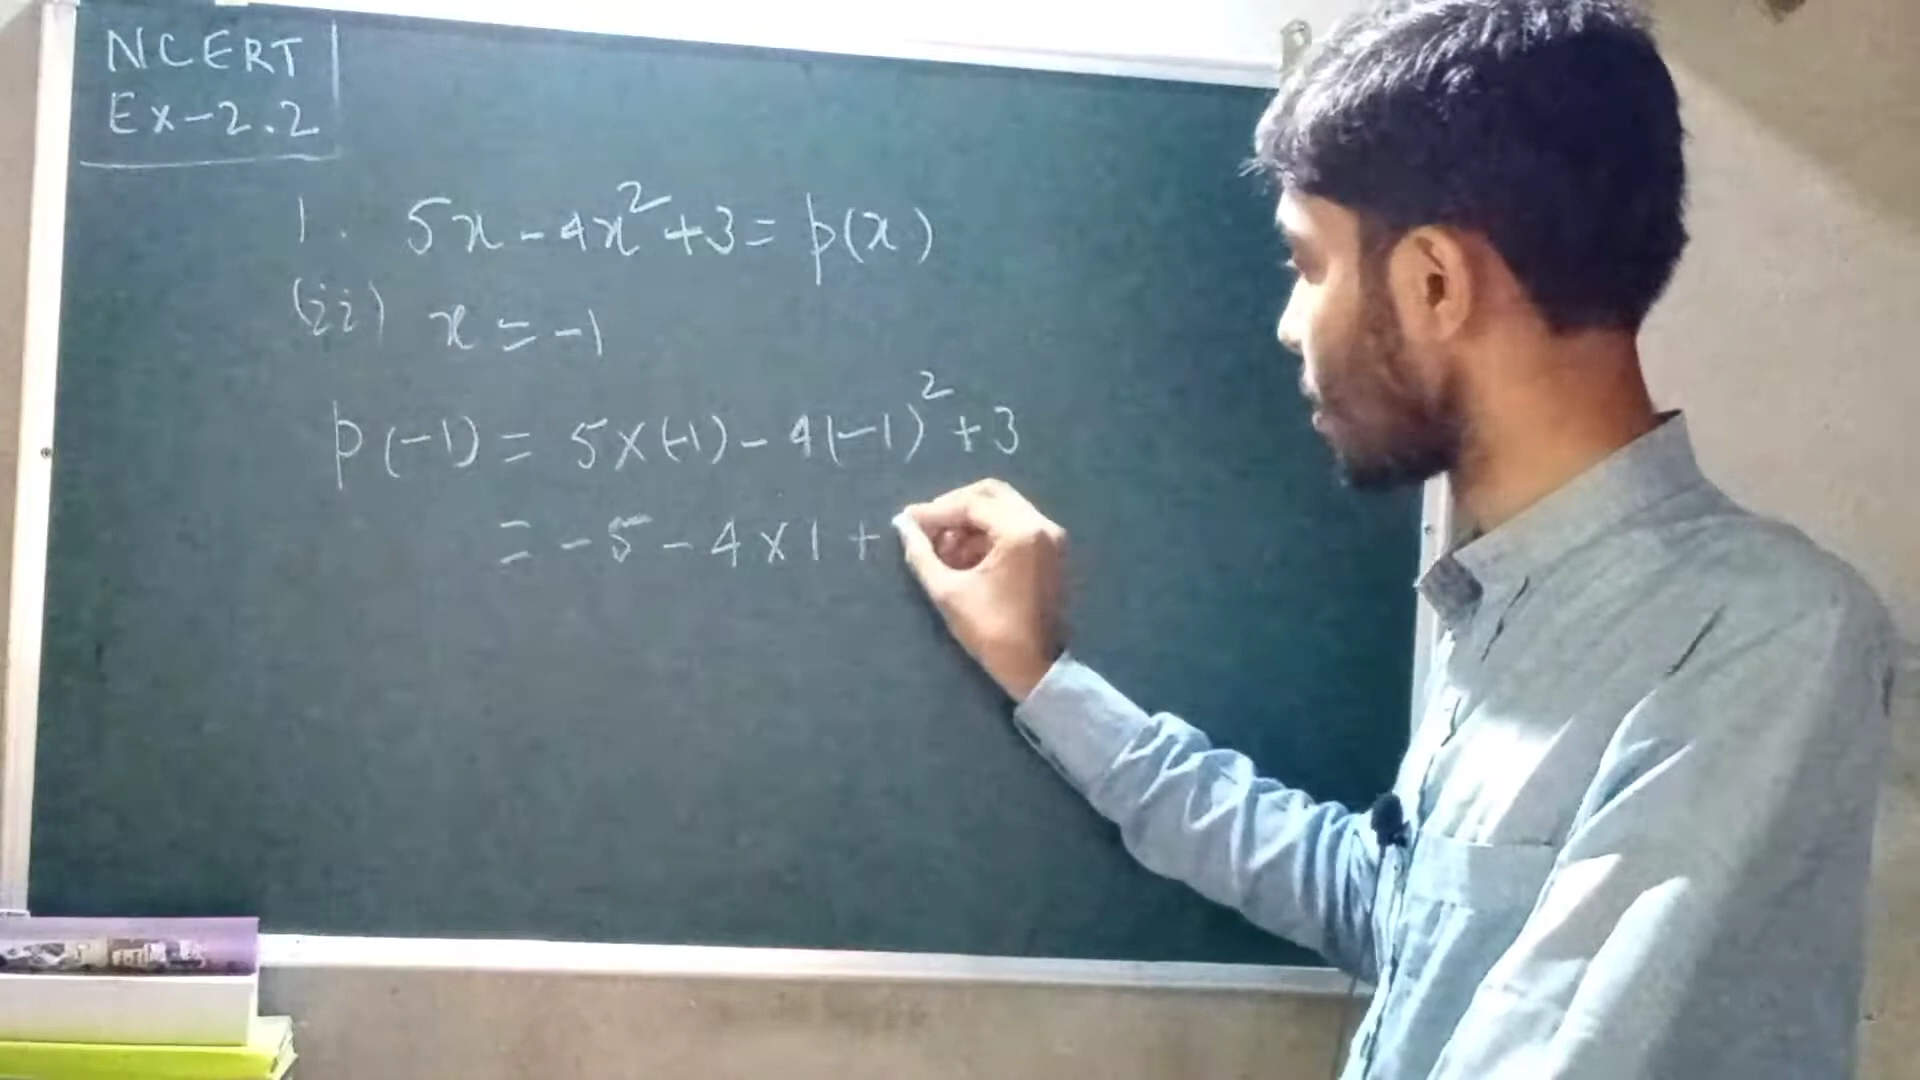 NCERT
Ex-2.2
1. 5x - 4x² + 3 = p(x)
(ii) x = -1
p(-1) = 5×(-1) - 4(-1)² + 3
= -5 - 4 × 1 +